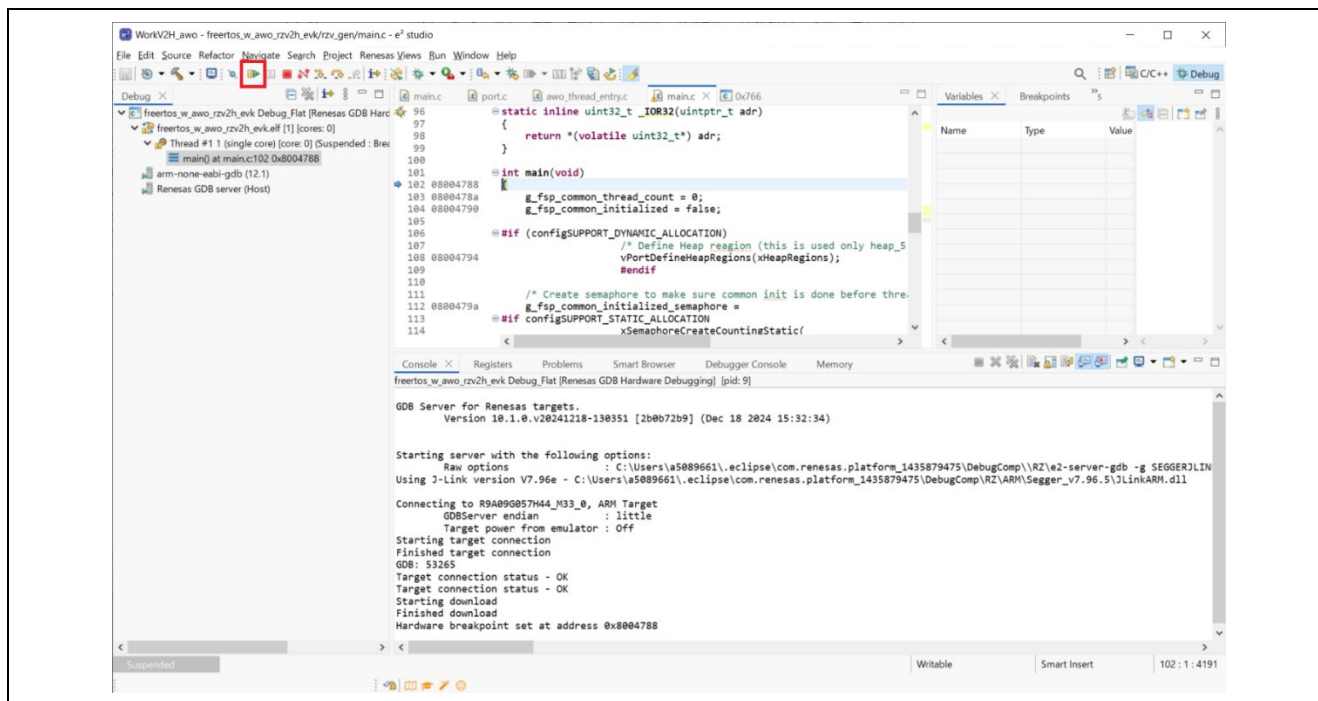 WorkV2H_awo - freertos_w_awo_rzv2h_evk/rzv_gen/main.c - e² studio
File Edit Source Refactor Navigate Search Project Renesas Views Run Window Help
C/C++ Debug
Debug
freertos_w_awo_rzv2h_evk Debug_Flat [Renesas GDB Hard
freertos_w_awo_rzv2h_evk.elf [1] [cores: 0]
Thread #1 1 (single core) [core: 0] (Suspended : Brea
main() at main.c:102 0x8004788
arm-none-eabi-gdb (12.1)
Renesas GDB server (Host)
main.c port.c awo_thread_entry.c main.c 0x766
96 static inline uint32_t _IOR32(uintptr_t adr)
97 {
98 return *(volatile uint32_t*) adr;
99 }
100
101 int main(void)
102 08004788 {
103 0800478a g_fsp_common_thread_count = 0;
104 08004790 g_fsp_common_initialized = false;
105
106 #if (configSUPPORT_DYNAMIC_ALLOCATION)
107 /* Define Heap reagion (this is used only heap_5
108 08004794 vPortDefineHeapRegions(xHeapRegions);
109 #endif
110
111 /* Create semaphore to make sure common init is done before thre
112 0800479a g_fsp_common_initialized_semaphore =
113 #if configSUPPORT_STATIC_ALLOCATION
114 xSemaphoreCreateCountingStatic(
Variables Breakpoints "5
Name Type Value
Console Registers Problems Smart Browser Debugger Console Memory
freertos_w_awo_rzv2h_evk Debug_Flat [Renesas GDB Hardware Debugging] [pid: 9]
GDB Server for Renesas targets.
Version 10.1.0.v20241218-130351 [2b0b72b9] (Dec 18 2024 15:32:34)
Starting server with the following options:
Raw options : C:\Users\a5089661\.eclipse\com.renesas.platform_1435879475\DebugComp\\RZ\e2-server-gdb -g SEGGERJLIN
Using J-Link version V7.96e - C:\Users\a5089661\.eclipse\com.renesas.platform_1435879475\DebugComp\RZ\ARM\Segger_v7.96.5\JLinkARM.dll
Connecting to R9A09G057H44_M33_0, ARM Target
GDBServer endian : little
Target power from emulator : Off
Starting target connection
Finished target connection
GDB: 53265
Target connection status - OK
Target connection status - OK
Starting download
Finished download
Hardware breakpoint set at address 0x8004788
Suspended
Writable Smart Insert 102 : 1 : 4191